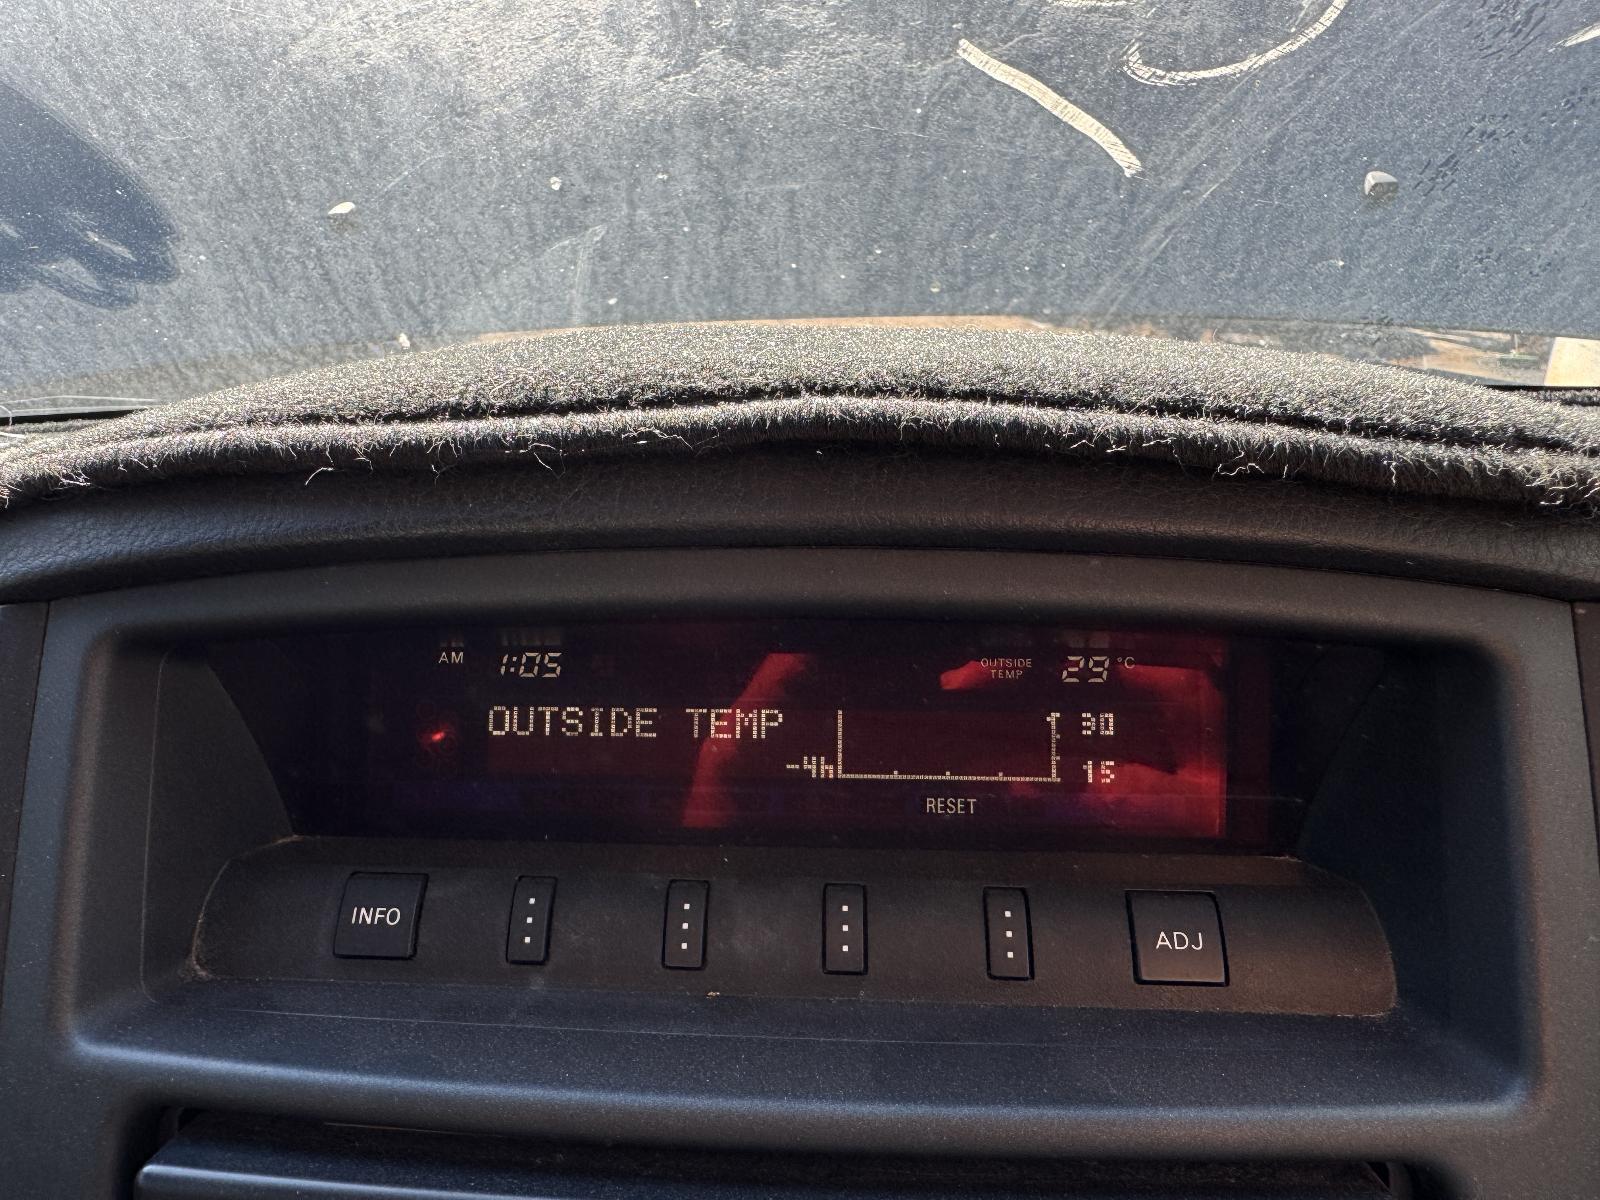 AM 1:05 OUTSIDE TEMP 29 °C
OUTSIDE TEMP 30
-4h 15
RESET
INFO ADJ